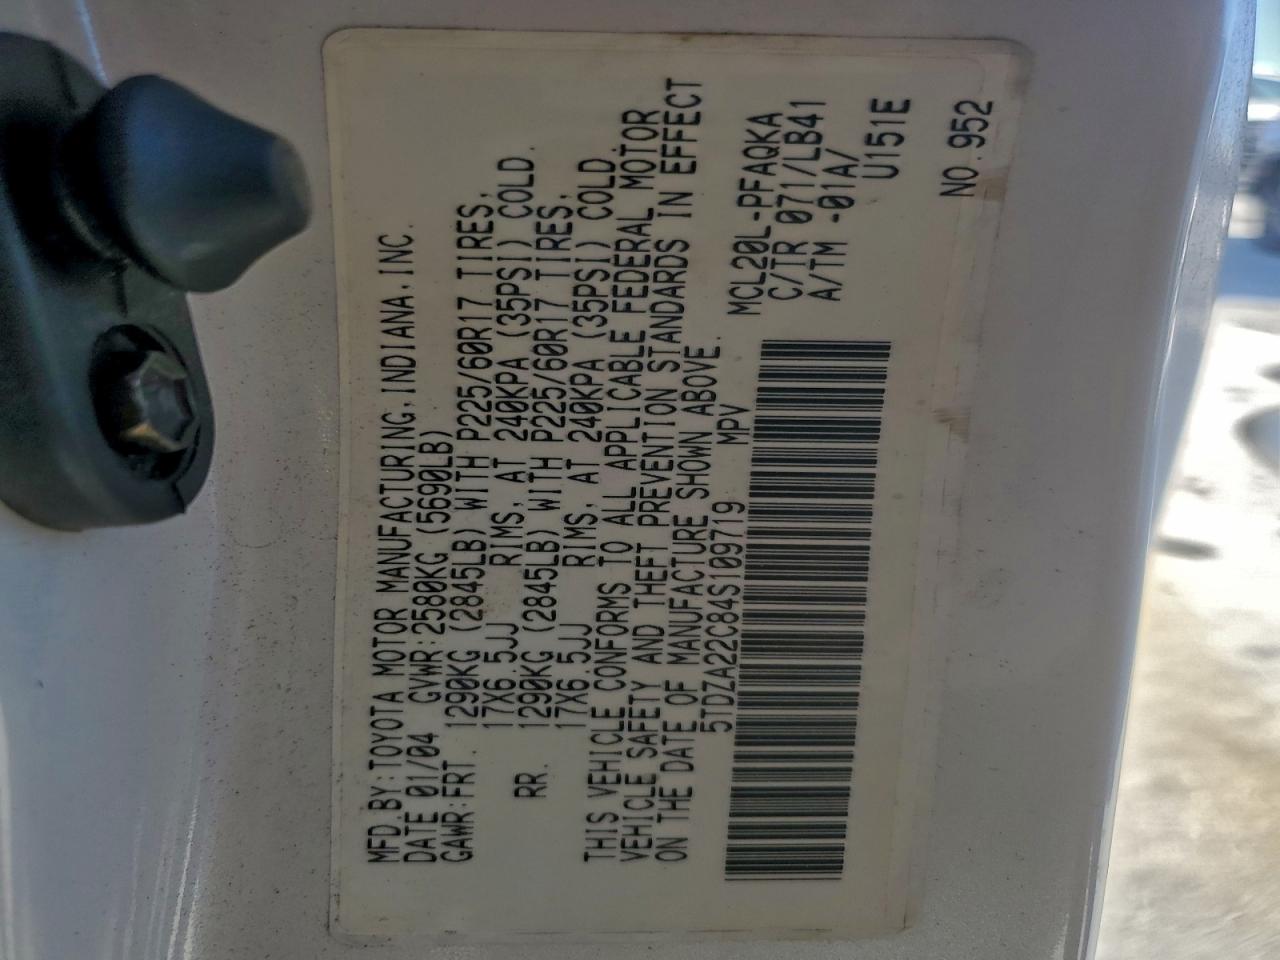 MFD.BY:TOYOTA MOTOR MANUFACTURING,INDIANA,INC.
DATE 01/04 GVWR:2580KG (5690LB)
GAWR:FRT. 1290KG (2845LB) WITH P225/60R17 TIRES,
17X6.5JJ RIMS, AT 240KPA (35PSI) COLD.
RR. 1290KG (2845LB) WITH P225/60R17 TIRES,
17X6.5JJ RIMS, AT 240KPA (35PSI) COLD.
THIS VEHICLE CONFORMS TO ALL APPLICABLE FEDERAL MOTOR
VEHICLE SAFETY AND THEFT PREVENTION STANDARDS IN EFFECT
ON THE DATE OF MANUFACTURE SHOWN ABOVE.
5TDZA22C84S109719 MPV
MCL20L-PFAQKA
C/TR 071/LB41
A/TM -01A/
U151E
NO.952